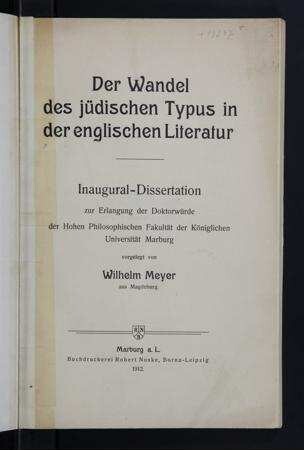 Der Wandel
des jüdischen Typus in
der englischen Literatur
Inaugural-Dissertation
zur Erlangung der Doktorwürde
der Hohen Philosophischen Fakultät der Königlichen
Universität Marburg
vorgelegt von
Wilhelm Meyer
aus Magdeburg
Marburg a. L.
Buchdruckerei Robert Noske, Borna-Leipzig
1912